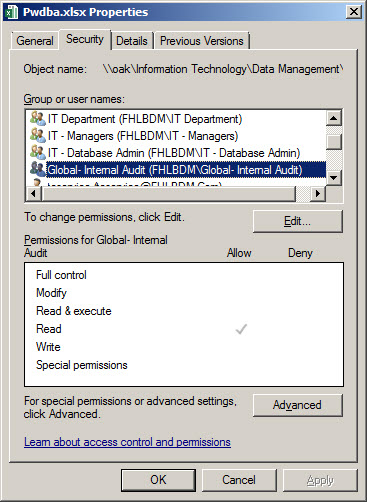 Pwdba.xlsx Properties
General
Security
Details
Previous Versions
Object name: \\oak\Information Technology\Data Management\
Group or user names:
IT Department (FHLBDM\IT Department)
IT - Managers (FHLBDM\IT - Managers)
IT - Database Admin (FHLBDM\IT - Database Admin)
Global- Internal Audit (FHLBDM\Global- Internal Audit)
To change permissions, click Edit.
Edit...
Permissions for Global- Internal
Audit Allow Deny
Full control
Modify
Read & execute
Read
Write
Special permissions
For special permissions or advanced settings,
click Advanced.
Advanced
Learn about access control and permissions
OK Cancel Apply